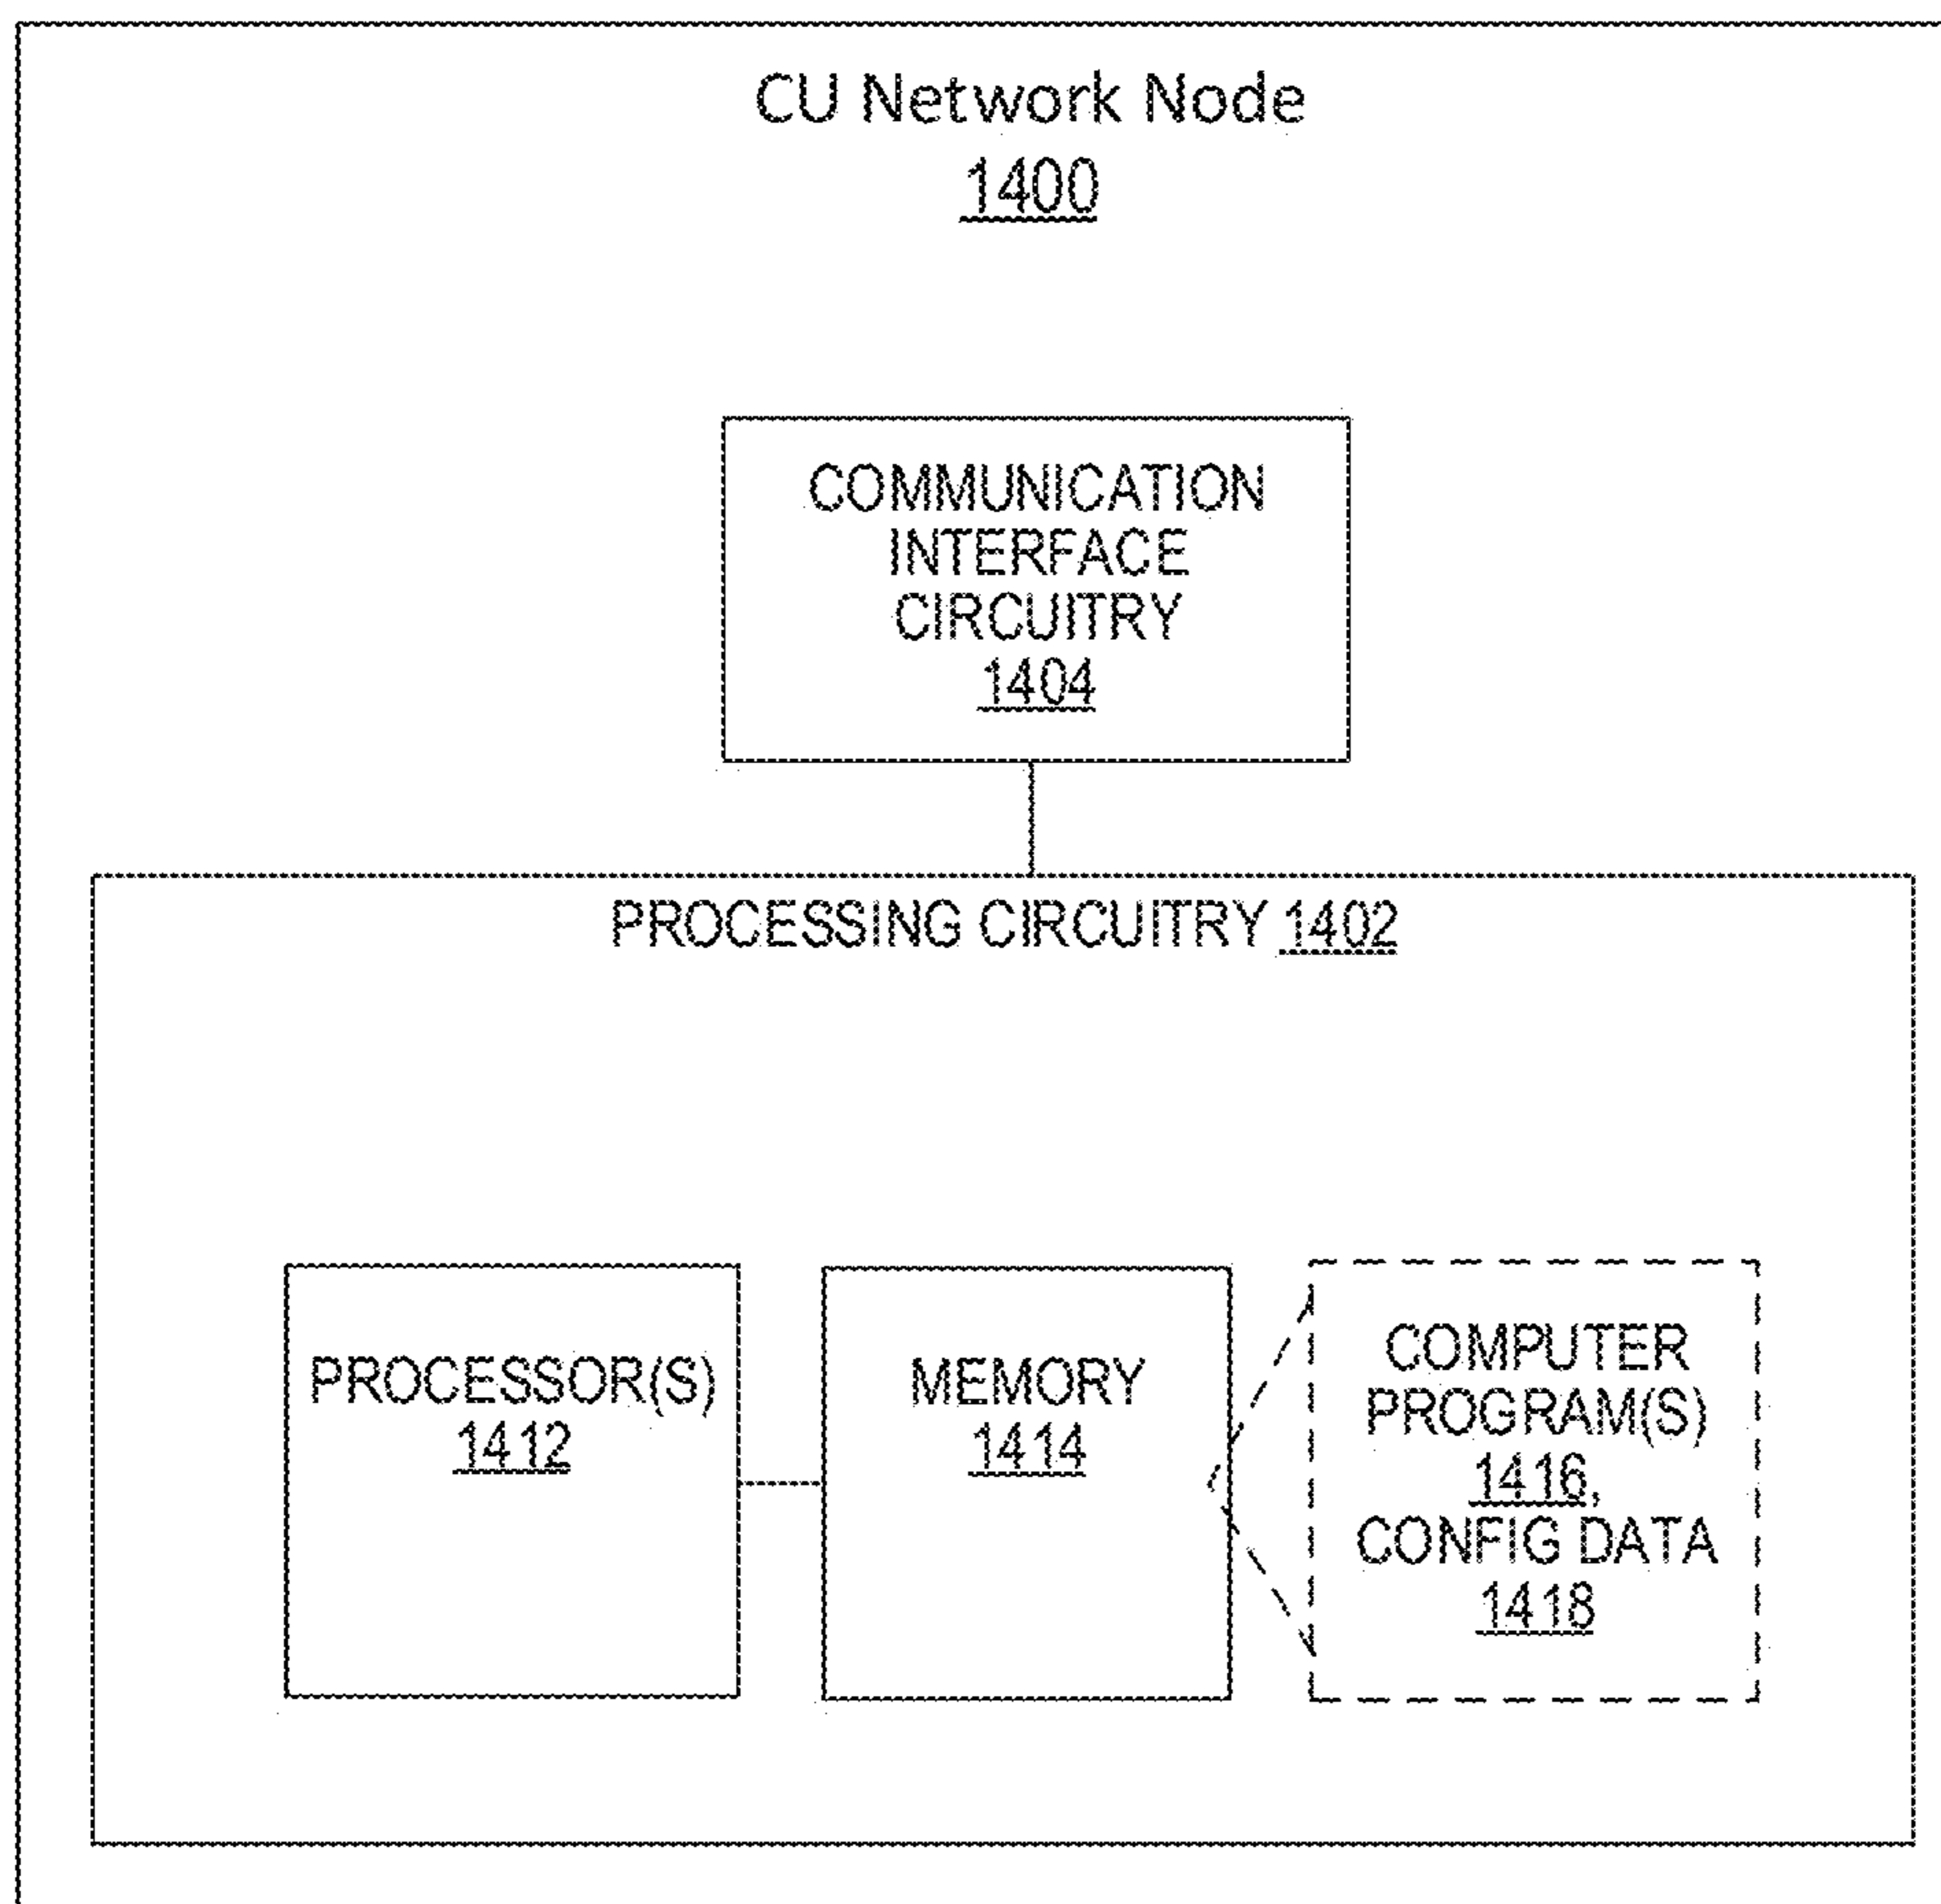 CU Network Node
1400
COMMUNICATION
INTERFACE
CIRCUITRY
1404
PROCESSING CIRCUITRY 1402
PROCESSOR(S)
1412
MEMORY
1414
COMPUTER
PROGRAM(S)
1416,
CONFIG DATA
1418